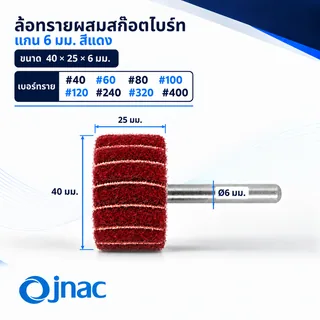 ล้อทรายผสมสก๊อตไบร์ท
แกน 6 มม. สีแดง
ขนาด 40 × 25 × 6 มม.
เบอร์ทราย
#40 #60 #80 #100
#120 #240 #320 #400
25 มม.
40 มม.
Ø6 มม.
jnac